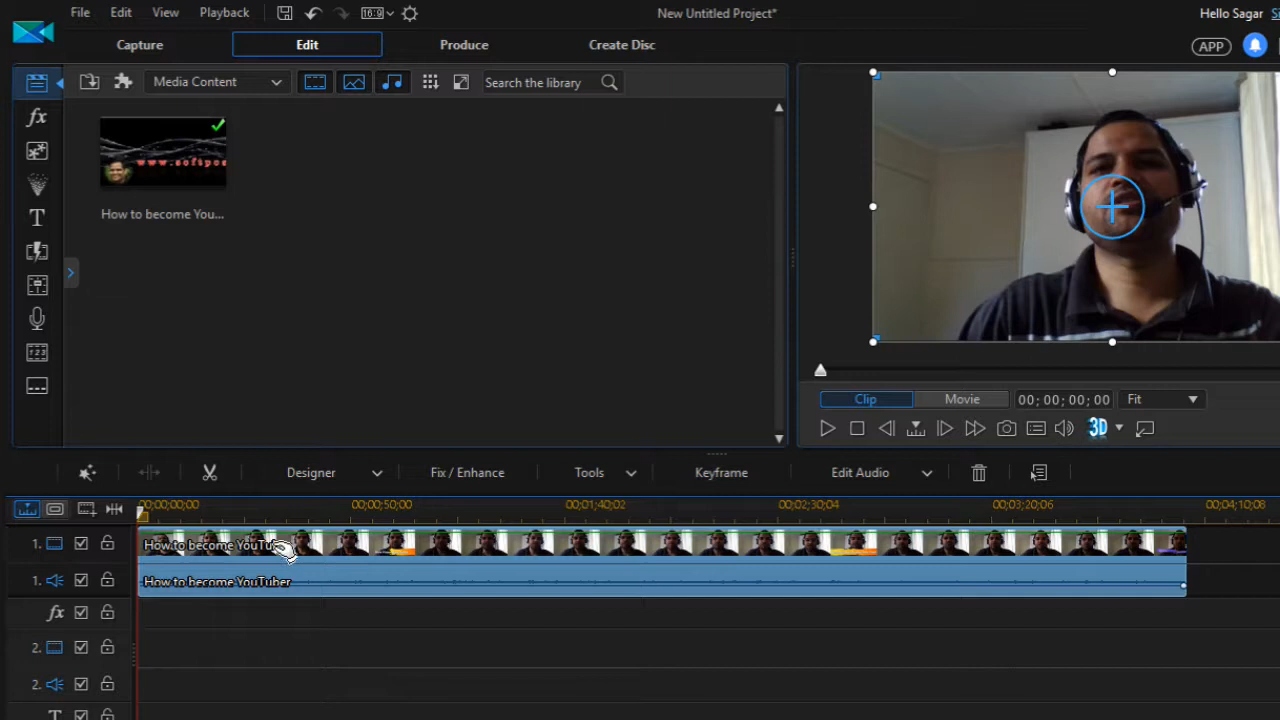 File Edit View Playback 16:9 New Untitled Project* Hello Sagar
Capture Edit Produce Create Disc APP
Media Content Search the library
fx
How to become You...
T
Clip Movie 00; 00; 00; 00 Fit
3D
Designer Fix / Enhance Tools Keyframe Edit Audio
00;00;00;00 00;00;50;00 00;01;40;02 00;02;30;04 00;03;20;06 00;04;10;08
1. How to become YouTu
1. How to become YouTuber
fx
2.
2.
T